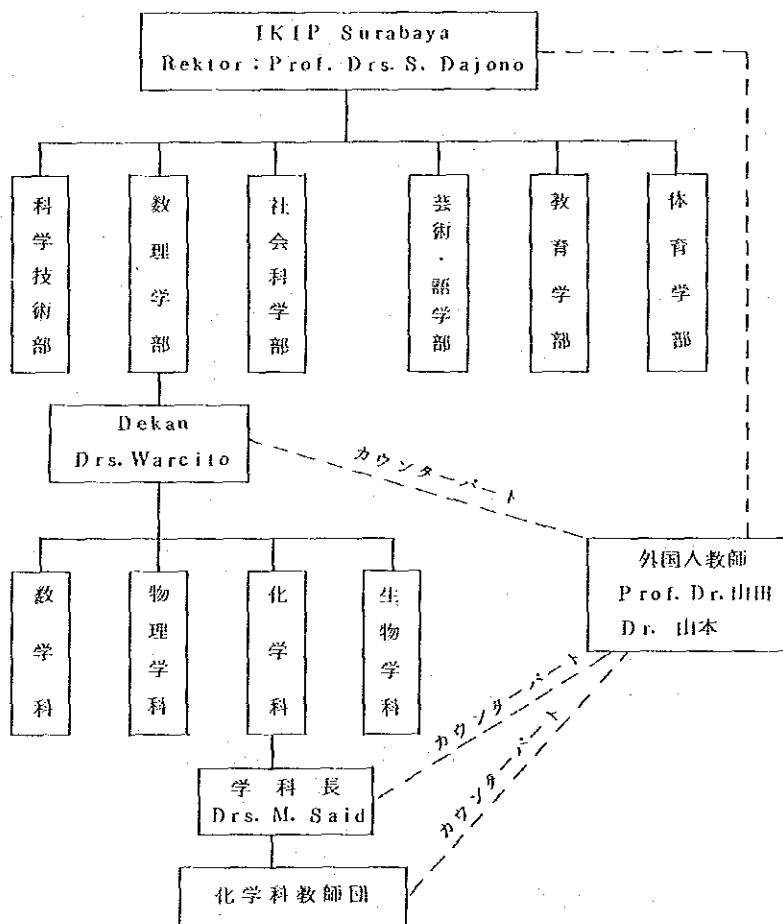 IKIP Surabaya
Rektor : Prof. Drs. S. Dajono
科学技術部
数理学部
社会科学部
芸術・語学部
教育学部
体育学部
Dekan
Drs. Warcito
カウンターパート
外国人教師
Prof. Dr. 山田
Dr. 山本
数学科
物理学科
化学科
生物学科
カウンターパート
カウンターパート
学科長
Drs. M. Said
化学科教師団